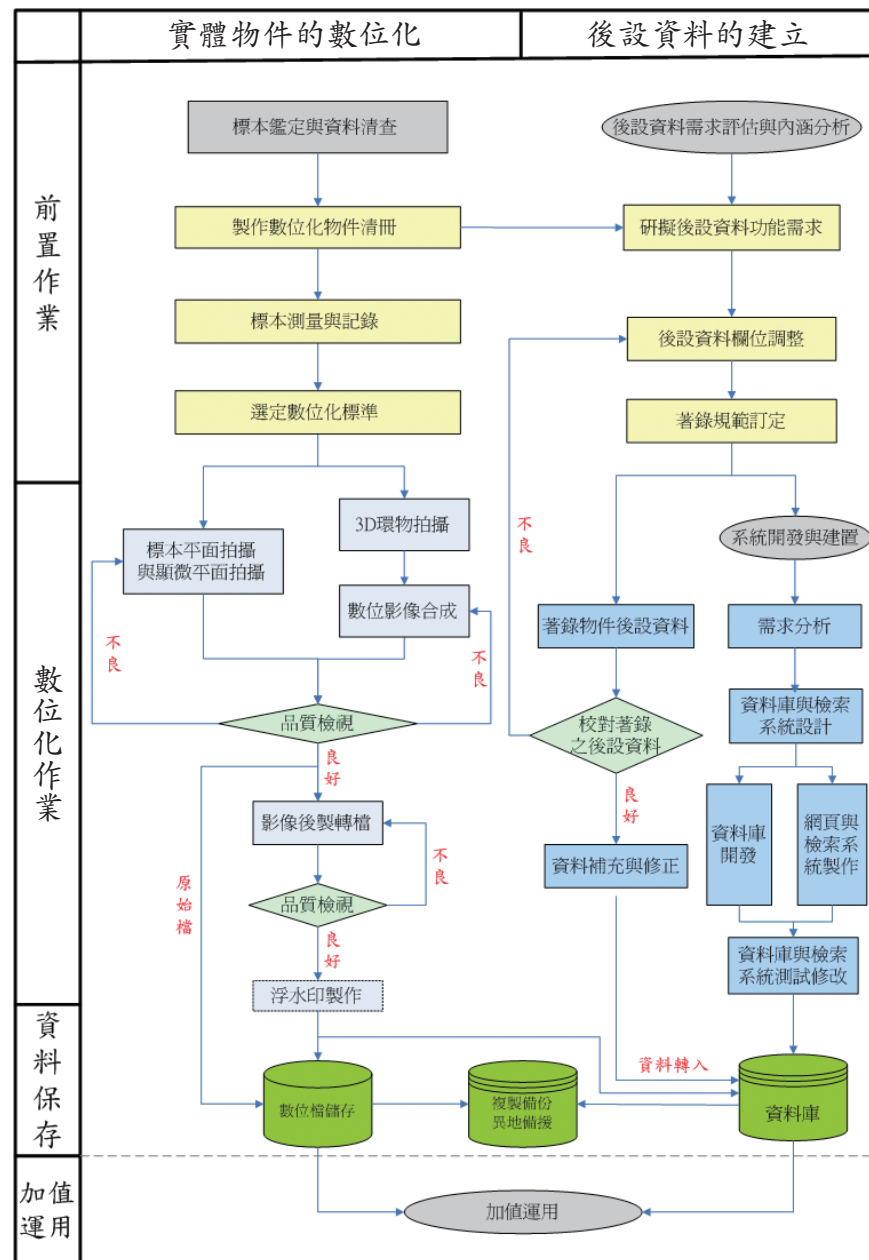 實體物件的數位化
後設資料的建立
前置作業
標本鑑定與資料清查
後設資料需求評估與內涵分析
製作數位化物件清冊
研擬後設資料功能需求
標本測量與記錄
後設資料欄位調整
選定數位化標準
著錄規範訂定
數位化作業
標本平面拍攝
與顯微平面拍攝
3D環物拍攝
數位影像合成
不良
不良
品質檢視
良好
影像後製轉檔
不良
原始檔
品質檢視
良好
浮水印製作
不良
系統開發與建置
著錄物件後設資料
需求分析
校對著錄
之後設資料
資料庫與檢索
系統設計
良好
資料補充與修正
資料庫
開發
網頁與
檢索系
統製作
資料庫與檢索
系統測試修改
資料保存
資料轉入
數位檔儲存
複製備份
異地備援
資料庫
加值
運用
加值運用